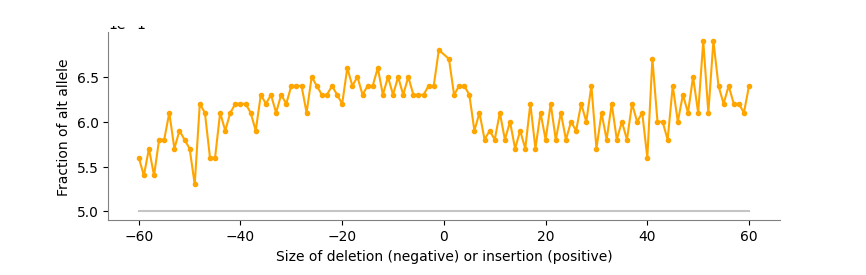 6.5
6.0
5.5
5.0
Fraction of alt allele
−60 −40 −20 0 20 40 60
Size of deletion (negative) or insertion (positive)